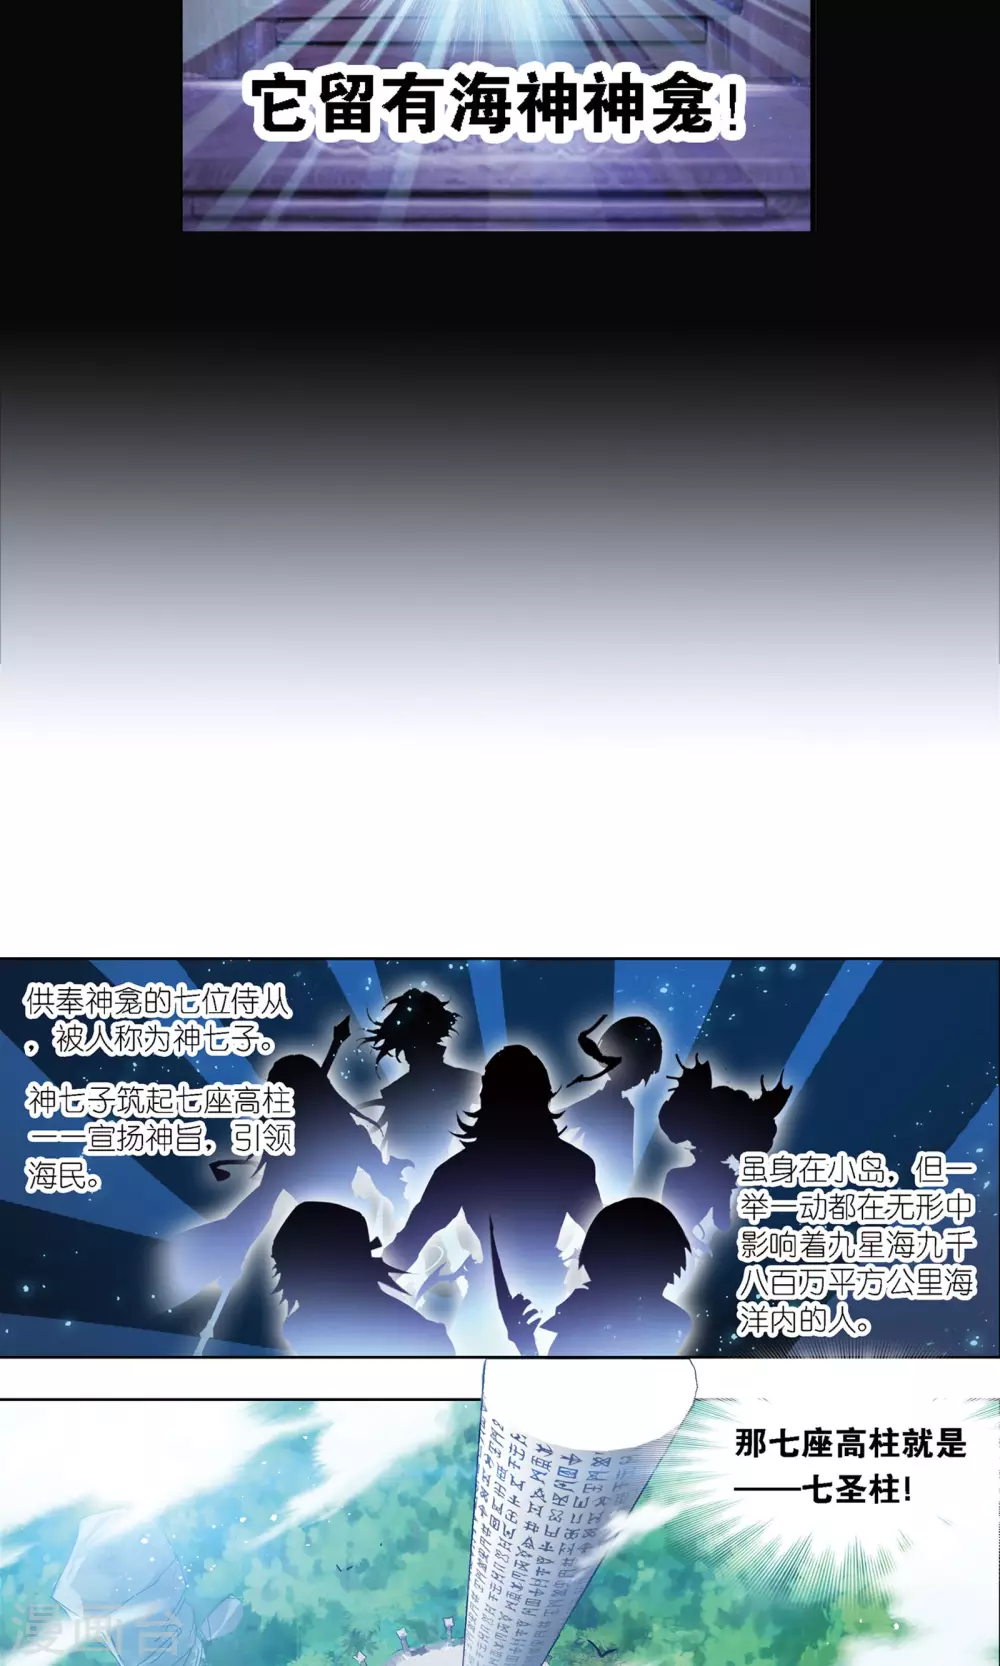 它留有海神神龛！
供奉神龛的七位侍从
，被人称为神七子。
神七子筑起七座高柱
——宣扬神旨，引领
海民。
虽身在小岛，但一
举一动都在无形中
影响着九星海九千
八百万平方公里海
洋内的人。
那七座高柱就是
——七圣柱！
漫画台